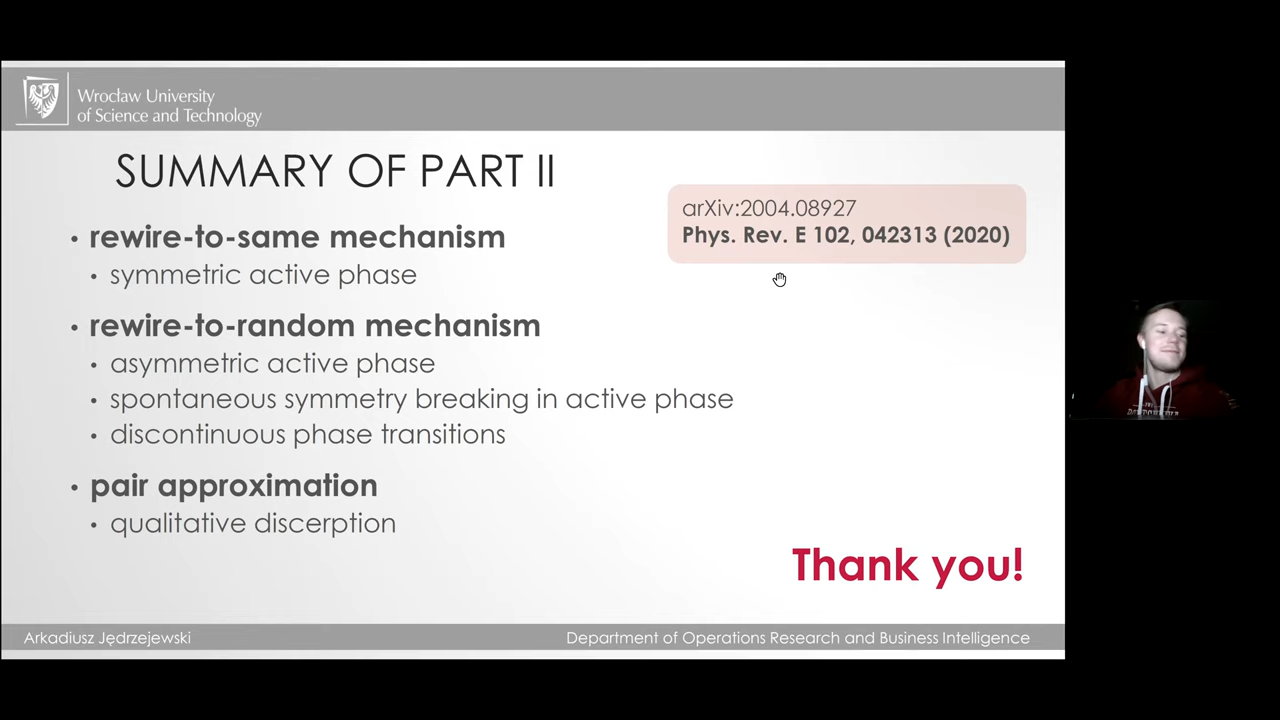 Wrocław University
of Science and Technology
SUMMARY OF PART II
arXiv:2004.08927
Phys. Rev. E 102, 042313 (2020)
• rewire-to-same mechanism
• symmetric active phase
• rewire-to-random mechanism
• asymmetric active phase
• spontaneous symmetry breaking in active phase
• discontinuous phase transitions
• pair approximation
• qualitative discerption
Thank you!
Arkadiusz Jędrzejewski
Department of Operations Research and Business Intelligence